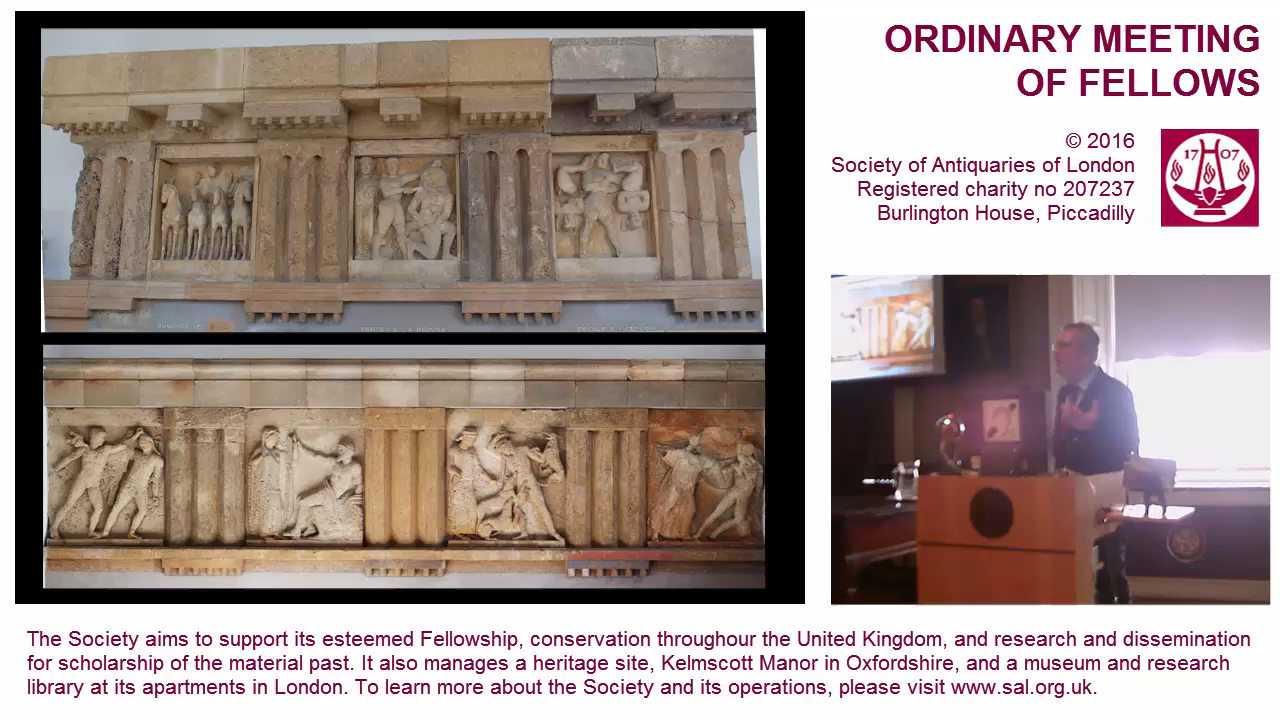 ORDINARY MEETING
OF FELLOWS
© 2016
Society of Antiquaries of London
Registered charity no 207237
Burlington House, Piccadilly
17 07
The Society aims to support its esteemed Fellowship, conservation throughour the United Kingdom, and research and dissemination
for scholarship of the material past. It also manages a heritage site, Kelmscott Manor in Oxfordshire, and a museum and research
library at its apartments in London. To learn more about the Society and its operations, please visit www.sal.org.uk.